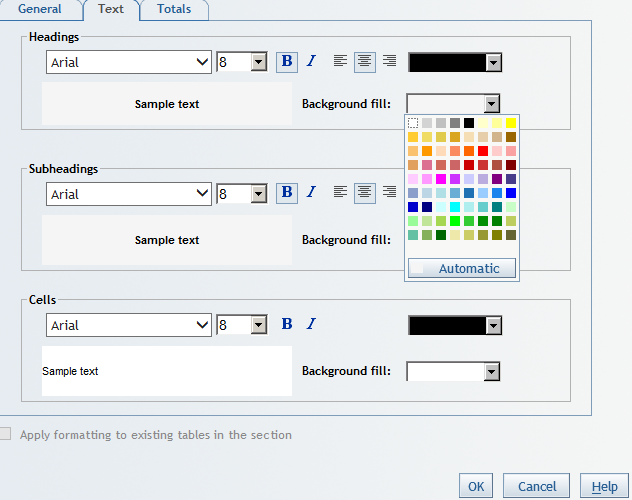 General Text Totals
Headings
Arial 8 B I
Sample text Background fill:
Subheadings
Arial 8 B I
Sample text Background fill:
Automatic
Cells
Arial 8 B I
Sample text Background fill:
Apply formatting to existing tables in the section
OK Cancel Help